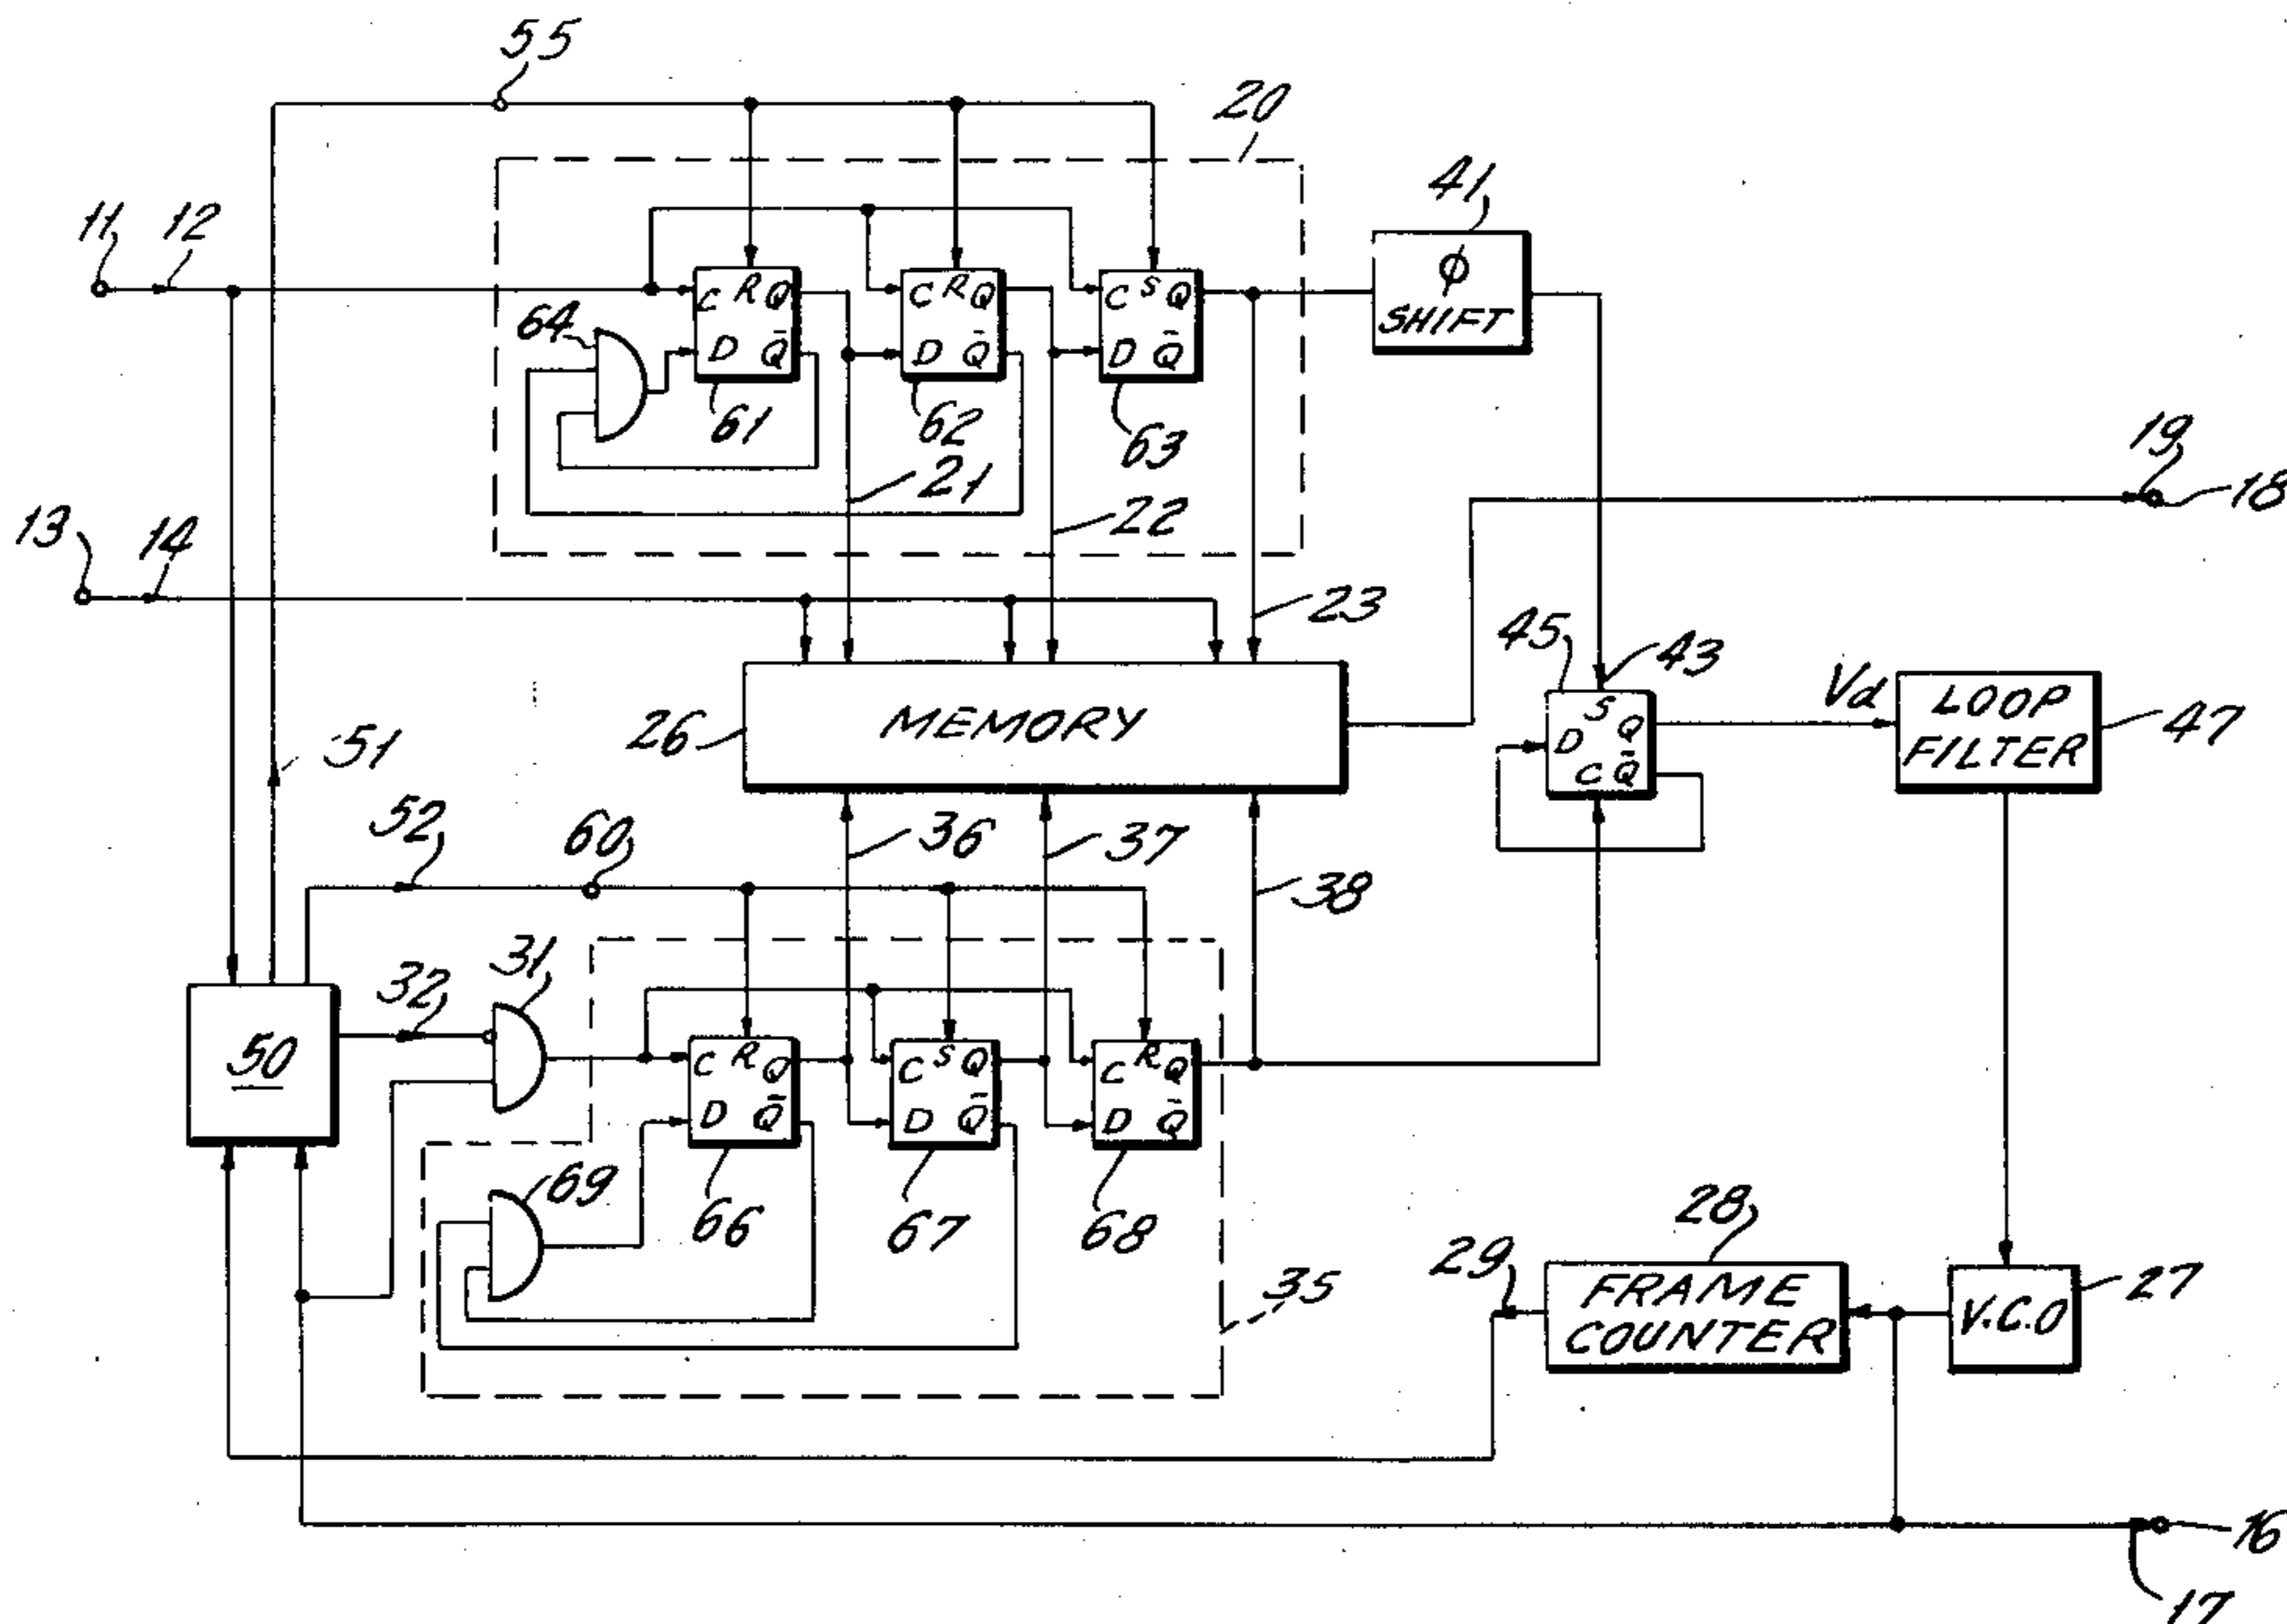 55
20
41
11 12
φ
SHIFT
C R Q
D Q̄
C R Q
D Q̄
C S Q
D Q̄
64
61
62
63
21
22
19
18
13 14
23
45
43
26
MEMORY
S
D Q
C Q̄
Vd
LOOP
FILTER
47
51
52
60
36
37
38
50
32
31
C R Q
D Q̄
C S Q
D Q̄
C R Q
D Q̄
69
66
67
68
35
29
28
FRAME
COUNTER
V.C.O
27
16
17